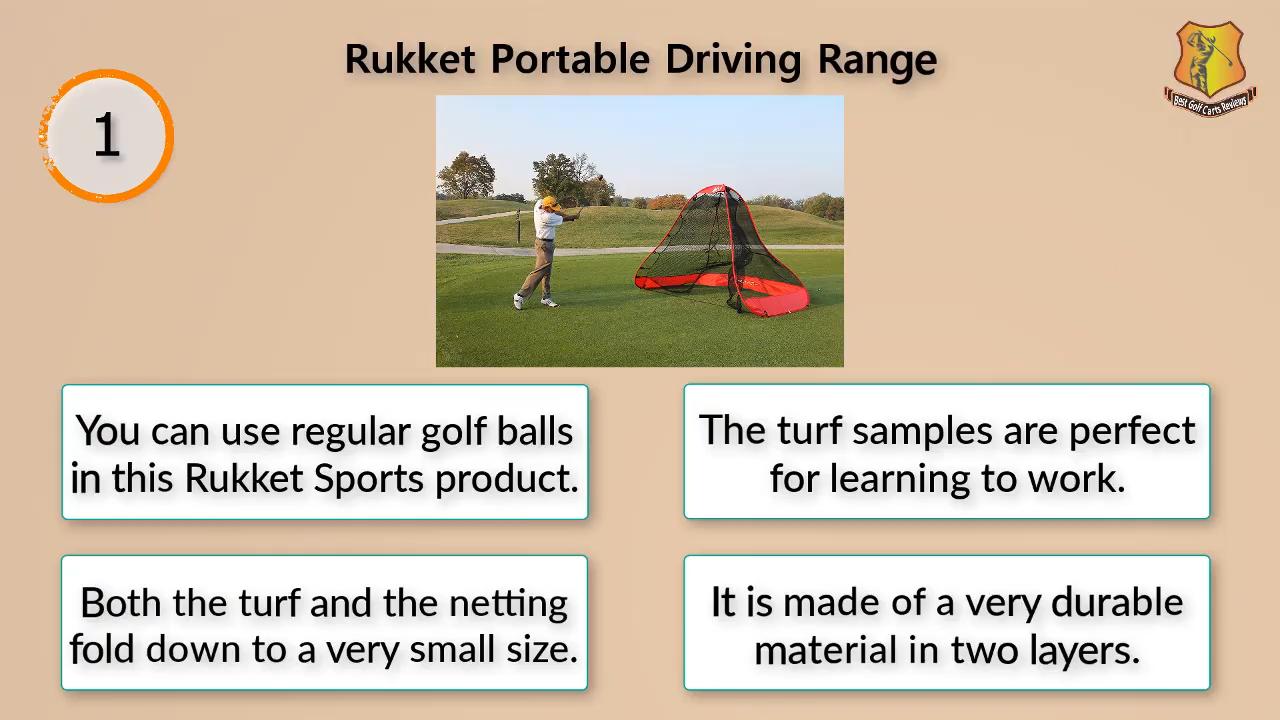 Rukket Portable Driving Range
1
Best Golf Carts Reviews
You can use regular golf balls
in this Rukket Sports product.
The turf samples are perfect
for learning to work.
Both the turf and the netting
fold down to a very small size.
It is made of a very durable
material in two layers.